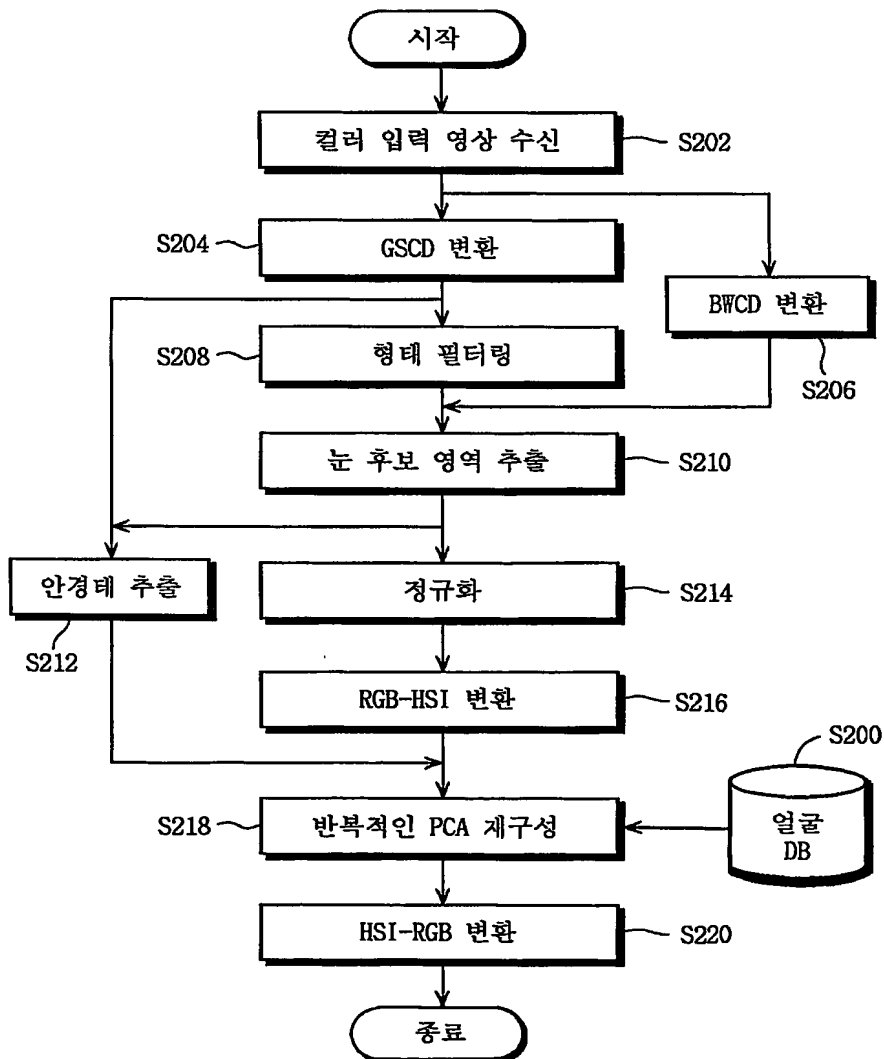 시작
컬러 입력 영상 수신
S202
S204
GSCD 변환
BWCD 변환
S206
S208
형태 필터링
눈 후보 영역 추출
S210
안경테 추출
S212
정규화
S214
RGB-HSI 변환
S216
S200
얼굴
DB
S218
반복적인 PCA 재구성
HSI-RGB 변환
S220
종료